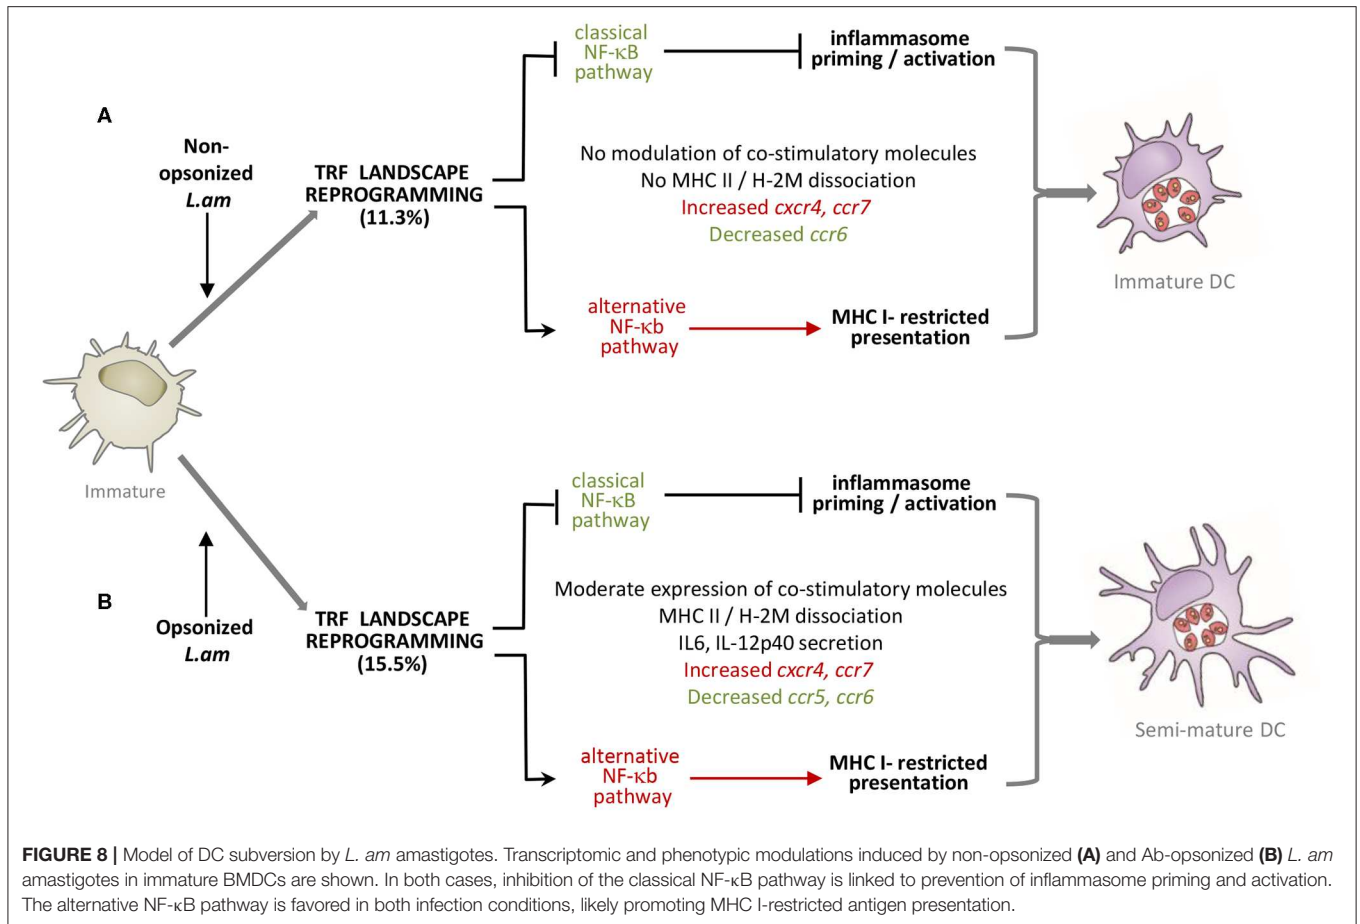 A
Non-
opsonized
L.am
TRF LANDSCAPE
REPROGRAMMING
(11.3%)
classical
NF-κB
pathway
inflammasome
priming / activation
No modulation of co-stimulatory molecules
No MHC II / H-2M dissociation
Increased cxcr4, ccr7
Decreased ccr6
alternative
NF-κb
pathway
MHC I- restricted
presentation
Immature DC
Immature
B
Opsonized
L.am
TRF LANDSCAPE
REPROGRAMMING
(15.5%)
classical
NF-κB
pathway
inflammasome
priming / activation
Moderate expression of co-stimulatory molecules
MHC II / H-2M dissociation
IL6, IL-12p40 secretion
Increased cxcr4, ccr7
Decreased ccr5, ccr6
alternative
NF-κb
pathway
MHC I- restricted
presentation
Semi-mature DC
FIGURE 8 | Model of DC subversion by L. am amastigotes. Transcriptomic and phenotypic modulations induced by non-opsonized (A) and Ab-opsonized (B) L. am
amastigotes in immature BMDCs are shown. In both cases, inhibition of the classical NF-κB pathway is linked to prevention of inflammasome priming and activation.
The alternative NF-κB pathway is favored in both infection conditions, likely promoting MHC I-restricted antigen presentation.